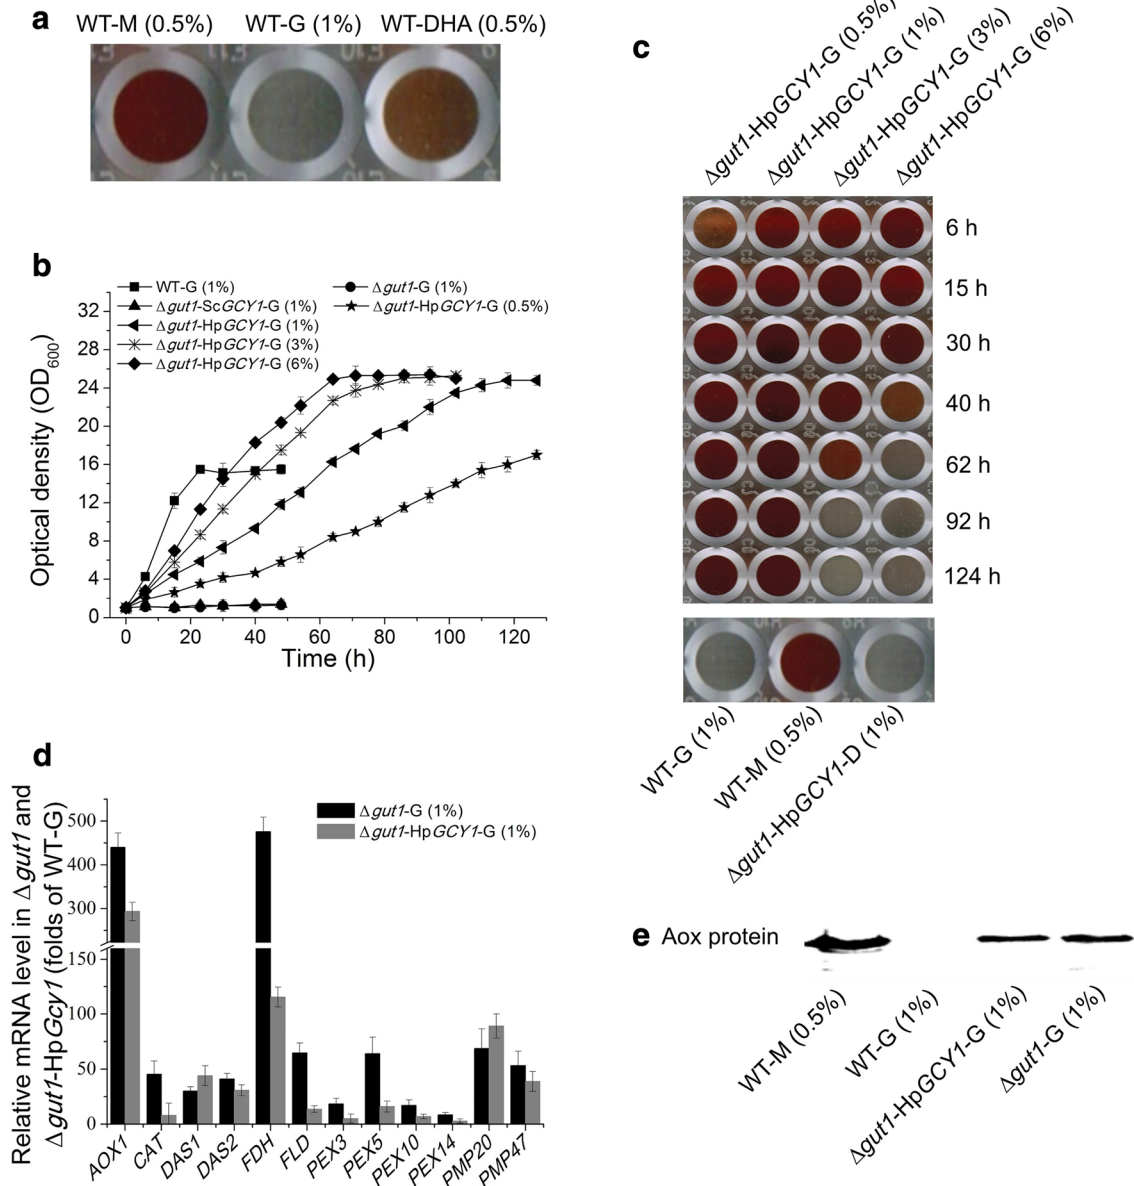 a
WT-M (0.5%) WT-G (1%) WT-DHA (0.5%)
b
WT-G (1%) Δgut1-G (1%)
Δgut1-ScGCY1-G (1%) Δgut1-HpGCY1-G (0.5%)
Δgut1-HpGCY1-G (1%)
Δgut1-HpGCY1-G (3%)
Δgut1-HpGCY1-G (6%)
Optical density (OD600)
32
28
24
20
16
12
8
4
0
0 20 40 60 80 100 120
Time (h)
c
Δgut1-HpGCY1-G (0.5%)
Δgut1-HpGCY1-G (1%)
Δgut1-HpGCY1-G (3%)
Δgut1-HpGCY1-G (6%)
6 h
15 h
30 h
40 h
62 h
92 h
124 h
WT-G (1%)
WT-M (0.5%)
Δgut1-HpGCY1-D (1%)
d
Relative mRNA level in Δgut1 and
Δgut1-HpGcy1 (folds of WT-G)
Δgut1-G (1%)
Δgut1-HpGCY1-G (1%)
500
400
300
150
100
50
0
AOX1 CAT DAS1 DAS2 FDH FLD PEX3 PEX5 PEX10 PEX14 PMP20 PMP47
e
Aox protein
WT-M (0.5%)
WT-G (1%)
Δgut1-HpGCY1-G (1%)
Δgut1-G (1%)